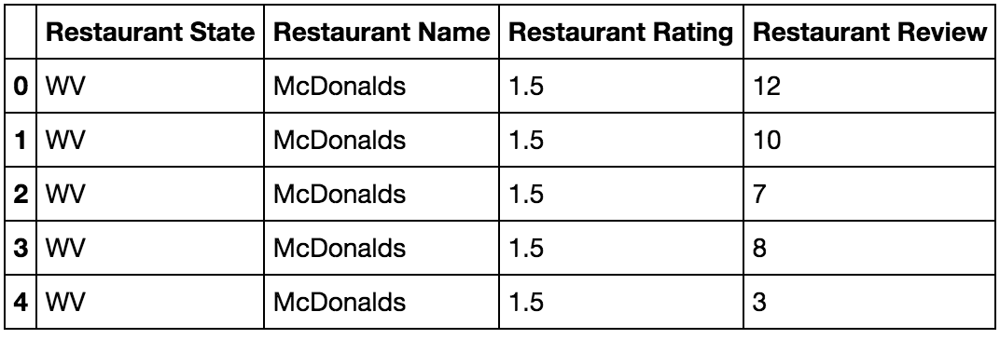 Restaurant State Restaurant Name Restaurant Rating Restaurant Review
0 WV McDonalds 1.5 12
1 WV McDonalds 1.5 10
2 WV McDonalds 1.5 7
3 WV McDonalds 1.5 8
4 WV McDonalds 1.5 3